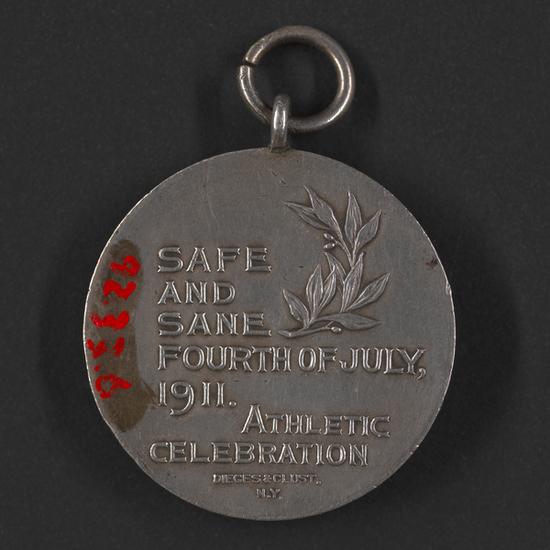 SAFE
AND
SANE
FOURTH OF JULY,
1911.
ATHLETIC
CELEBRATION
DIEGES & CLUST.
N.Y.